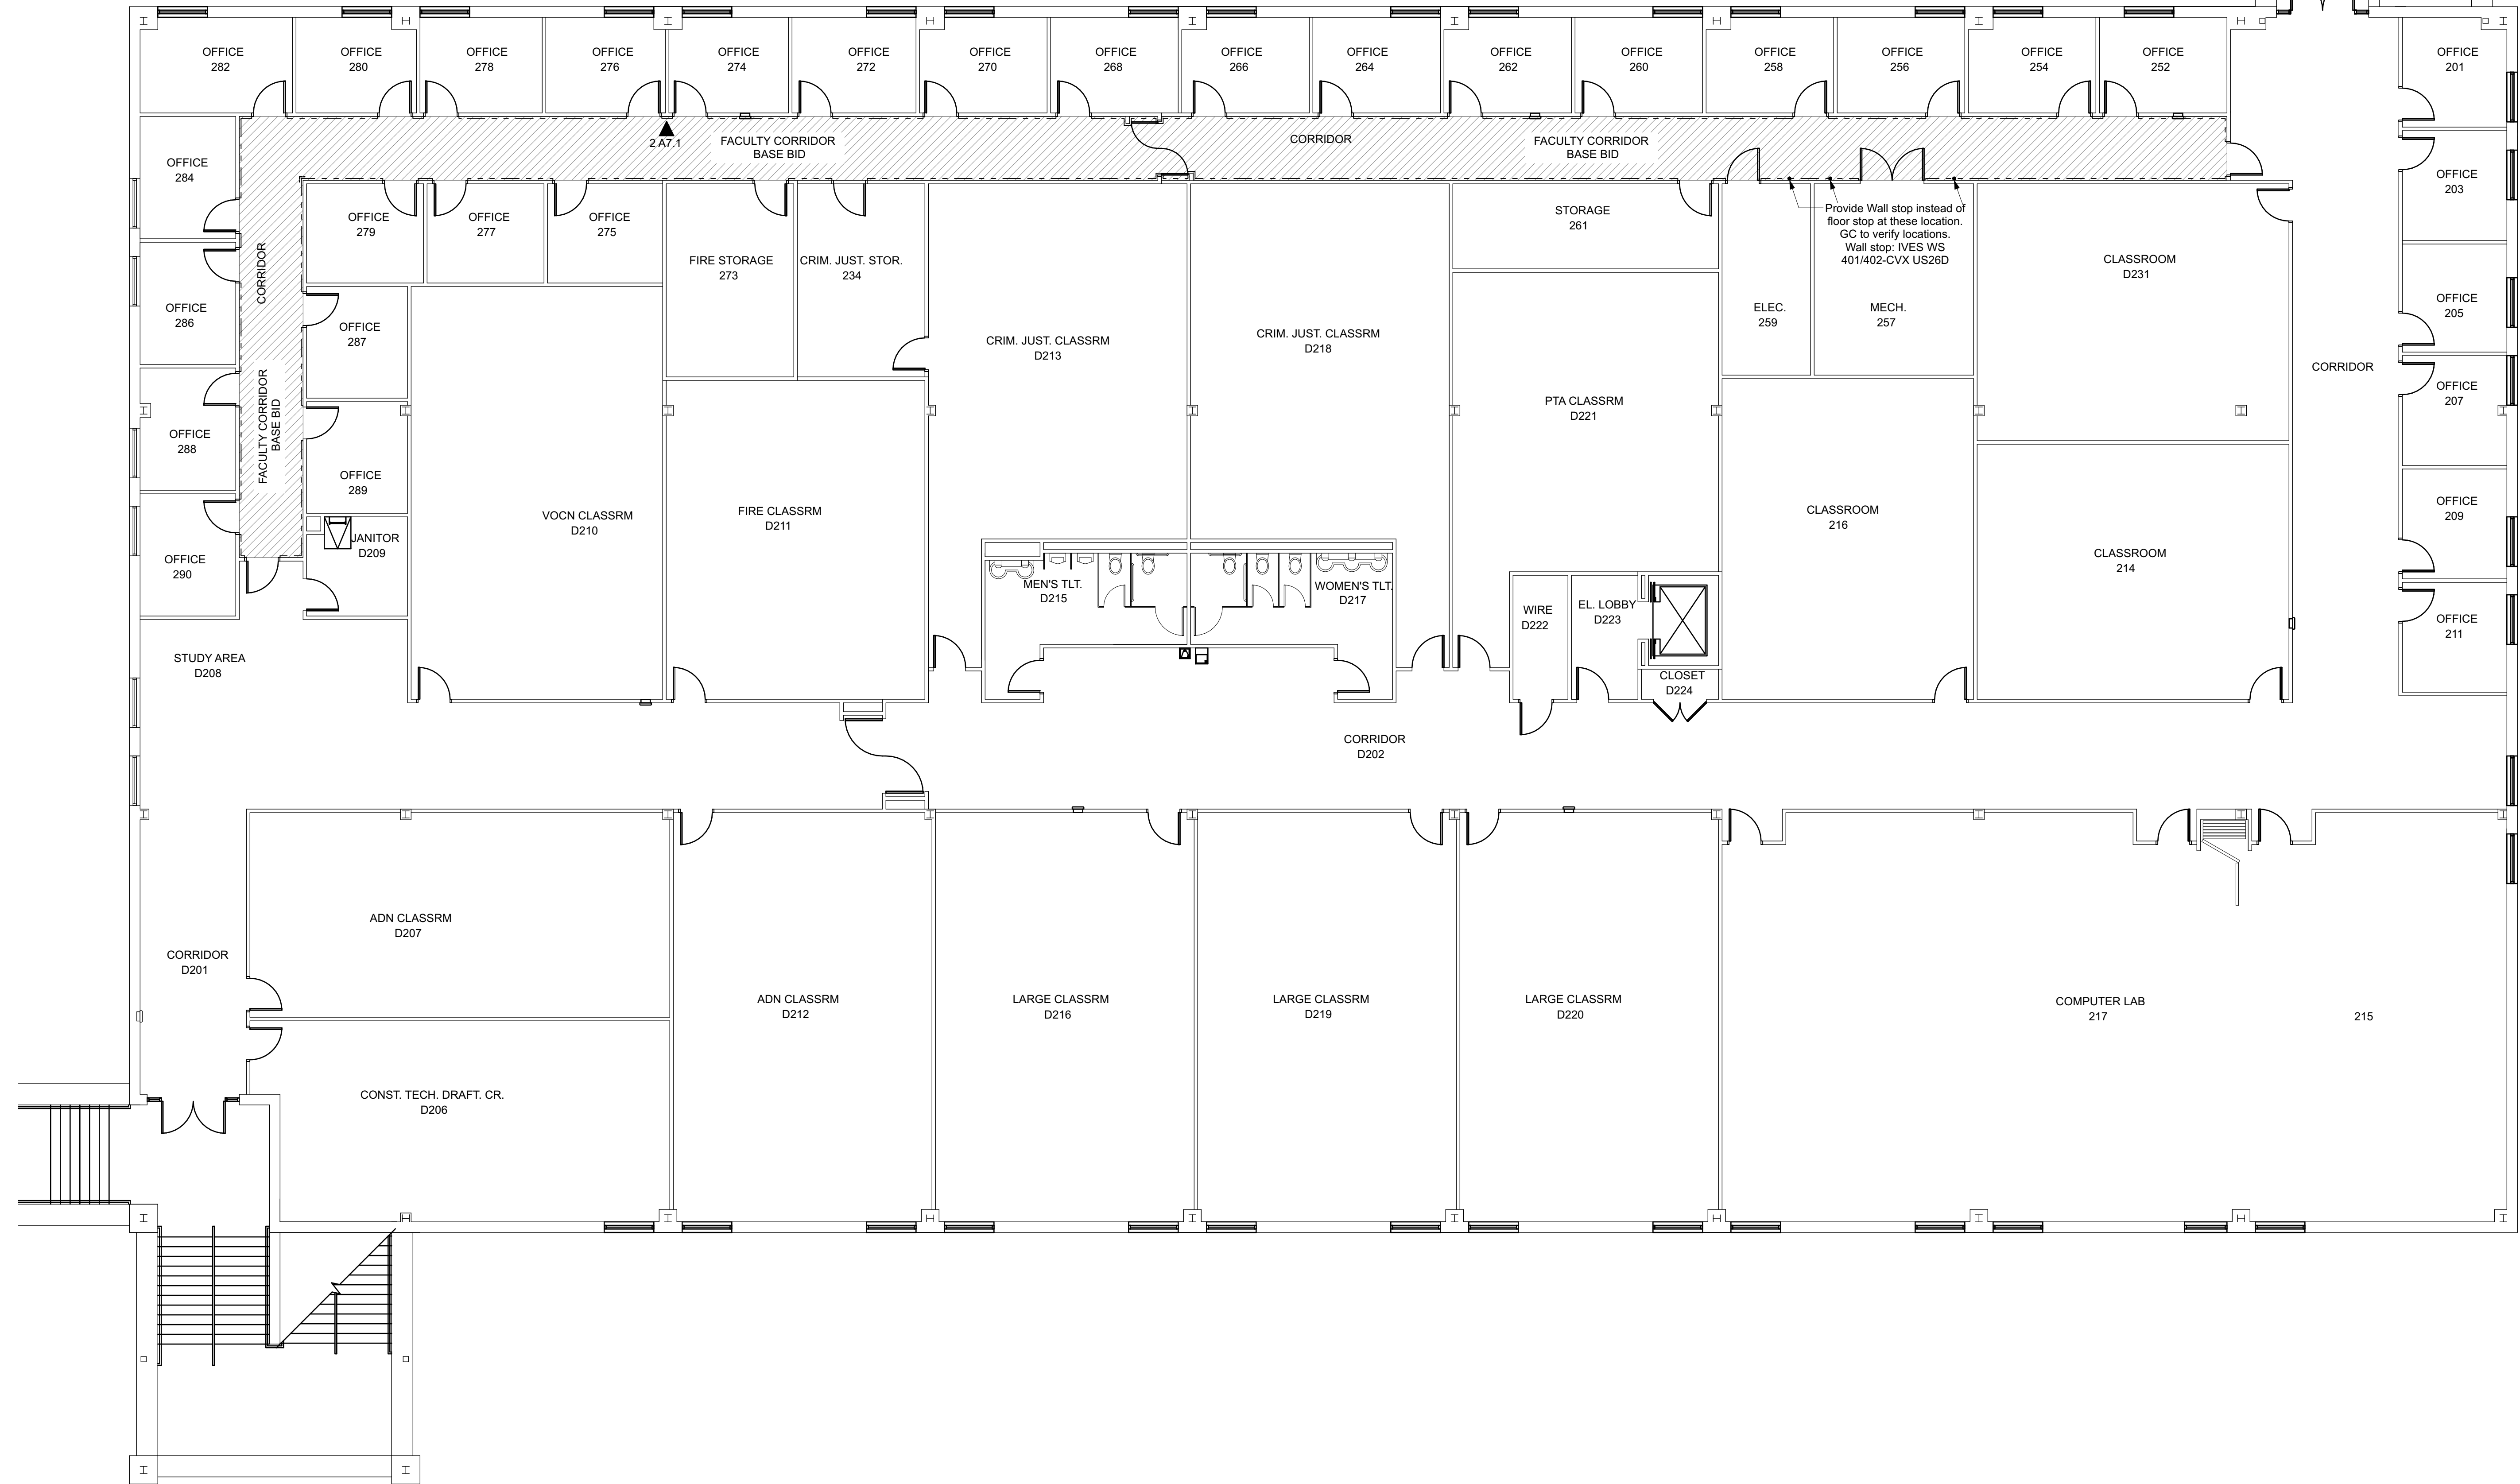 OFFICE
282
OFFICE
280
OFFICE
278
OFFICE
276
OFFICE
274
OFFICE
272
OFFICE
270
OFFICE
268
OFFICE
266
OFFICE
264
OFFICE
262
OFFICE
260
OFFICE
258
OFFICE
256
OFFICE
254
OFFICE
252
OFFICE
201
2 A7.1
FACULTY CORRIDOR
BASE BID
CORRIDOR
FACULTY CORRIDOR
BASE BID
OFFICE
284
OFFICE
203
OFFICE
279
OFFICE
277
OFFICE
275
FIRE STORAGE
273
CRIM. JUST. STOR.
234
STORAGE
261
Provide Wall stop instead of
floor stop at these location.
GC to verify locations.
Wall stop: IVES WS
401/402-CVX US26D
CLASSROOM
D231
CORRIDOR
OFFICE
286
OFFICE
287
CRIM. JUST. CLASSRM
D213
CRIM. JUST. CLASSRM
D218
ELEC.
259
MECH.
257
OFFICE
205
CORRIDOR
OFFICE
207
FACULTY CORRIDOR
BASE BID
PTA CLASSRM
D221
OFFICE
288
OFFICE
289
VOCN CLASSRM
D210
FIRE CLASSRM
D211
CLASSROOM
216
OFFICE
209
JANITOR
D209
OFFICE
290
MEN'S TLT.
D215
WOMEN'S TLT.
D217
WIRE
D222
EL. LOBBY
D223
CLASSROOM
214
OFFICE
211
STUDY AREA
D208
CLOSET
D224
CORRIDOR
D202
ADN CLASSRM
D207
CORRIDOR
D201
ADN CLASSRM
D212
LARGE CLASSRM
D216
LARGE CLASSRM
D219
LARGE CLASSRM
D220
COMPUTER LAB
217
215
CONST. TECH. DRAFT. CR.
D206